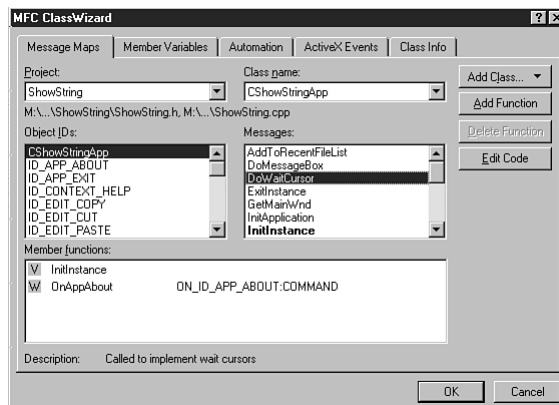 MFC ClassWizard
Message Maps Member Variables Automation ActiveX Events Class Info
Project: Class name:
ShowString CShowStringApp
Add Class...
M:\...\ShowString\ShowString.h, M:\...\ShowString.cpp
Add Function
Object IDs: Messages:
Delete Function
CShowStringApp AddToRecentFileList
ID_APP_ABOUT DoMessageBox
Edit Code
ID_APP_EXIT DoWaitCursor
ID_CONTEXT_HELP ExitInstance
ID_EDIT_COPY GetMainWnd
ID_EDIT_CUT InitApplication
ID_EDIT_PASTE InitInstance
Member functions:
V InitInstance
W OnAppAbout ON_ID_APP_ABOUT:COMMAND
Description: Called to implement wait cursors
OK Cancel